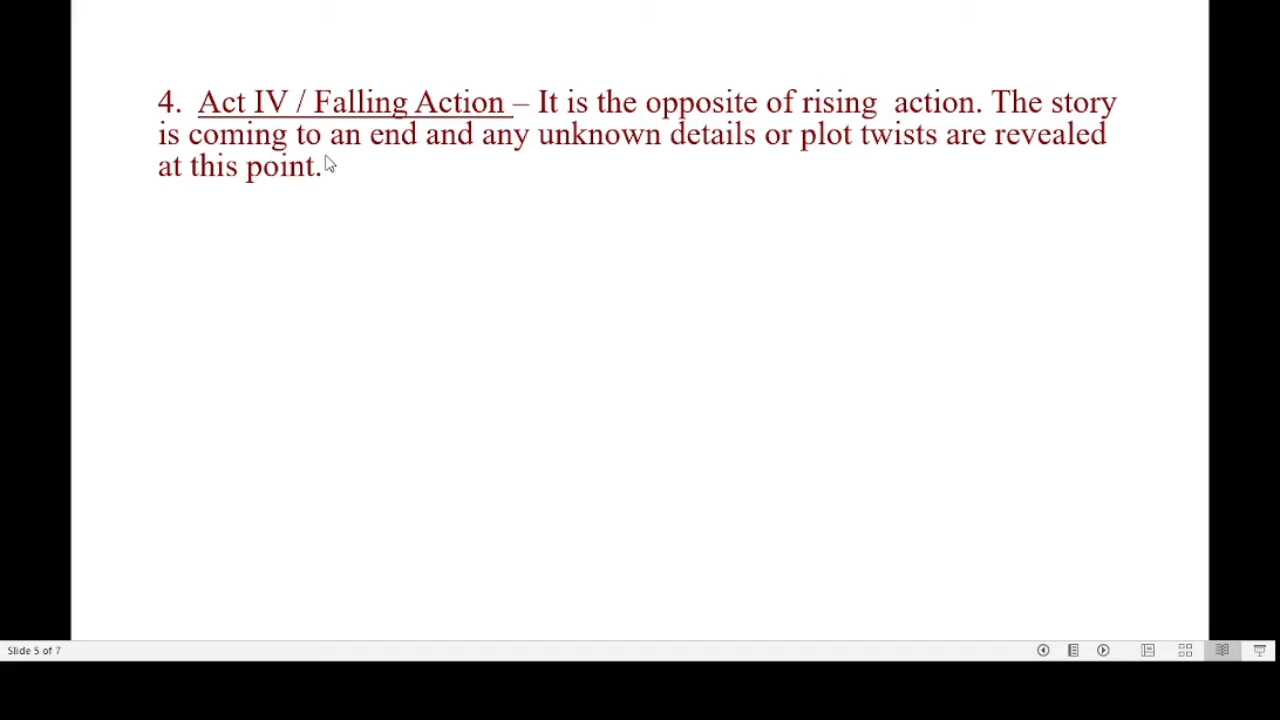 4. Act IV / Falling Action – It is the opposite of rising action. The story
is coming to an end and any unknown details or plot twists are revealed
at this point.
Slide 5 of 7